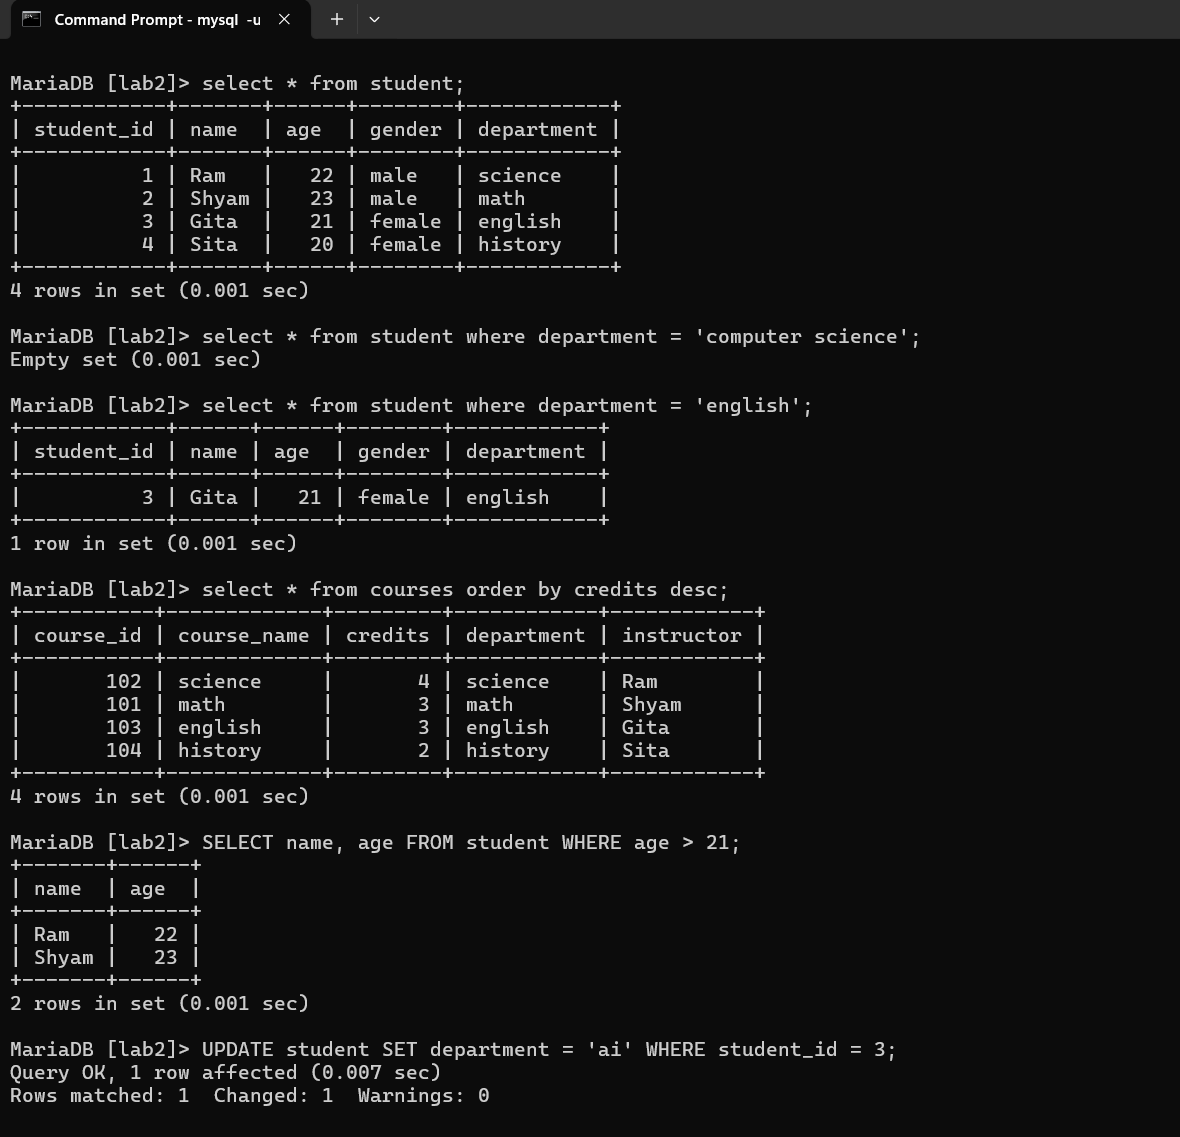 Command Prompt - mysql  -u
MariaDB [lab2]> select * from student;
+------------+-------+------+--------+------------+
| student_id | name  | age  | gender | department |
+------------+-------+------+--------+------------+
|          1 | Ram   |   22 | male   | science    |
|          2 | Shyam |   23 | male   | math       |
|          3 | Gita  |   21 | female | english    |
|          4 | Sita  |   20 | female | history    |
+------------+-------+------+--------+------------+
4 rows in set (0.001 sec)
MariaDB [lab2]> select * from student where department = 'computer science';
Empty set (0.001 sec)
MariaDB [lab2]> select * from student where department = 'english';
+------------+------+------+--------+------------+
| student_id | name | age  | gender | department |
+------------+------+------+--------+------------+
|          3 | Gita |   21 | female | english    |
+------------+------+------+--------+------------+
1 row in set (0.001 sec)
MariaDB [lab2]> select * from courses order by credits desc;
+-----------+-------------+---------+------------+------------+
| course_id | course_name | credits | department | instructor |
+-----------+-------------+---------+------------+------------+
|       102 | science     |       4 | science    | Ram        |
|       101 | math        |       3 | math       | Shyam      |
|       103 | english     |       3 | english    | Gita       |
|       104 | history     |       2 | history    | Sita       |
+-----------+-------------+---------+------------+------------+
4 rows in set (0.001 sec)
MariaDB [lab2]> SELECT name, age FROM student WHERE age > 21;
+-------+------+
| name  | age  |
+-------+------+
| Ram   |   22 |
| Shyam |   23 |
+-------+------+
2 rows in set (0.001 sec)
MariaDB [lab2]> UPDATE student SET department = 'ai' WHERE student_id = 3;
Query OK, 1 row affected (0.007 sec)
Rows matched: 1  Changed: 1  Warnings: 0